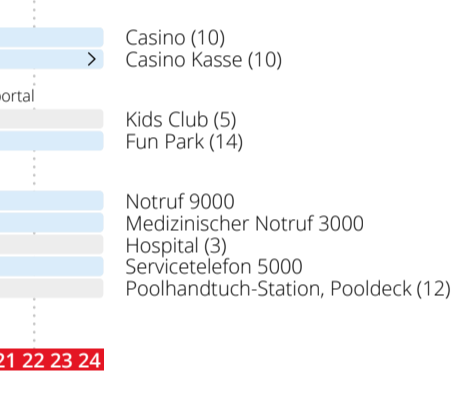 Casino (10)
Casino Kasse (10)
portal
Kids Club (5)
Fun Park (14)
Notruf 9000
Medizinischer Notruf 3000
Hospital (3)
Servicetelefon 5000
Poolhandtuch-Station, Pooldeck (12)
21 22 23 24